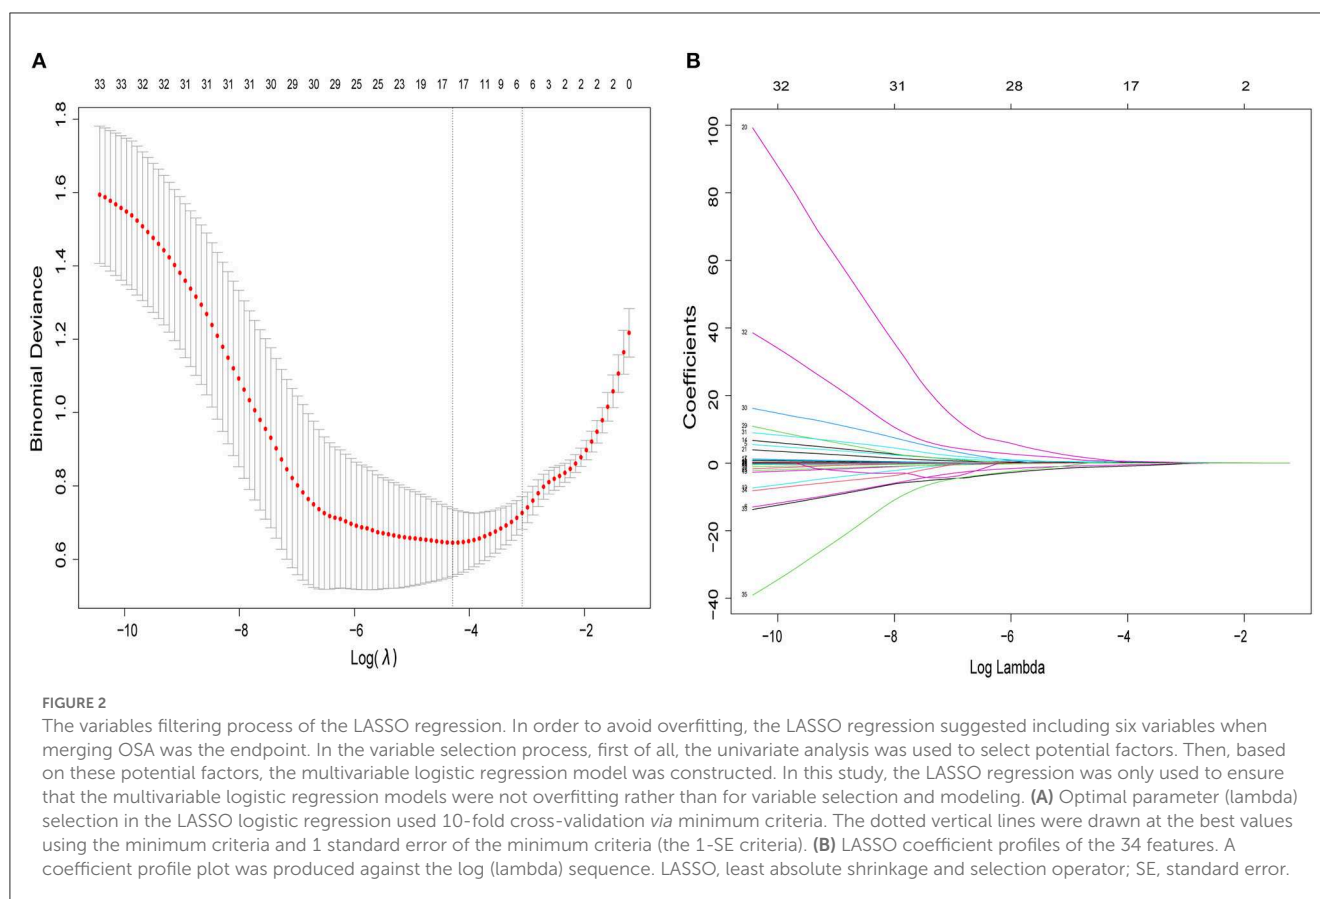 A
33 33 32 32 31 31 31 31 30 29 30 29 25 25 23 19 17 17 11 9 6 6 3 2 2 2 2 0
1.8
1.6
1.4
1.2
1.0
0.8
0.6
Binomial Deviance
−10 −8 −6 −4 −2
Log(λ)
B
32 31 28 17 2
100
80
60
40
20
0
−20
−40
Coefficients
20
32
30
29
31
35
−10 −8 −6 −4 −2
Log Lambda
FIGURE 2
The variables filtering process of the LASSO regression. In order to avoid overfitting, the LASSO regression suggested including six variables when
merging OSA was the endpoint. In the variable selection process, first of all, the univariate analysis was used to select potential factors. Then, based
on these potential factors, the multivariable logistic regression model was constructed. In this study, the LASSO regression was only used to ensure
that the multivariable logistic regression models were not overfitting rather than for variable selection and modeling. (A) Optimal parameter (lambda)
selection in the LASSO logistic regression used 10-fold cross-validation via minimum criteria. The dotted vertical lines were drawn at the best values
using the minimum criteria and 1 standard error of the minimum criteria (the 1-SE criteria). (B) LASSO coefficient profiles of the 34 features. A
coefficient profile plot was produced against the log (lambda) sequence. LASSO, least absolute shrinkage and selection operator; SE, standard error.